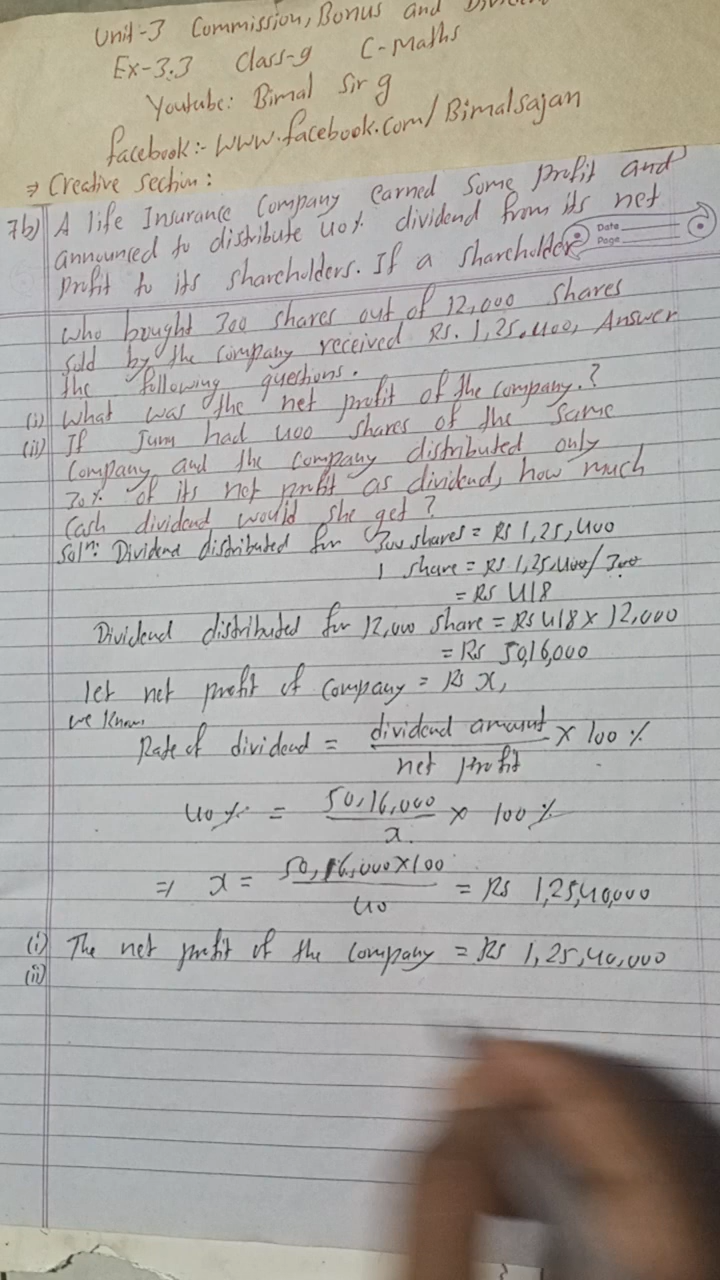 Unit-3 Commission, Bonus and
Ex-3.3 Class-9 C-Maths
Youtube: Bimal Sir g
facebook:- www.facebook.com/Bimalsajan
⇒ Creative section:
7b) A life Insurance Company earned some profit and
announced to distribute 40% dividend from its net
Date
Page
profit to its shareholders. If a shareholder
who bought 300 shares out of 12,000 shares
sold by the company received Rs. 1,25,400, Answer
the following questions.
(i) What was the net profit of the company.?
(ii) If had 400 shares of the same
company and the company distributed only
30% of its net profit as dividend, how much
cash dividend would she get?
Solⁿ: Dividend distributed for 300 shares = Rs 1,25,400
1 share = Rs 1,25,400/300
= Rs 418
Dividend distributed for 12,000 share = Rs 418 × 12,000
= Rs 50,16,000
let net profit of company = Rs x,
we know
Rate of dividend = dividend amount/net profit × 100%
40% = 50,16,000/x × 100%
⇒ x = 50,16,000×100/40 = Rs 1,25,40,000
(i) The net profit of the company = Rs 1,25,40,000
(ii)